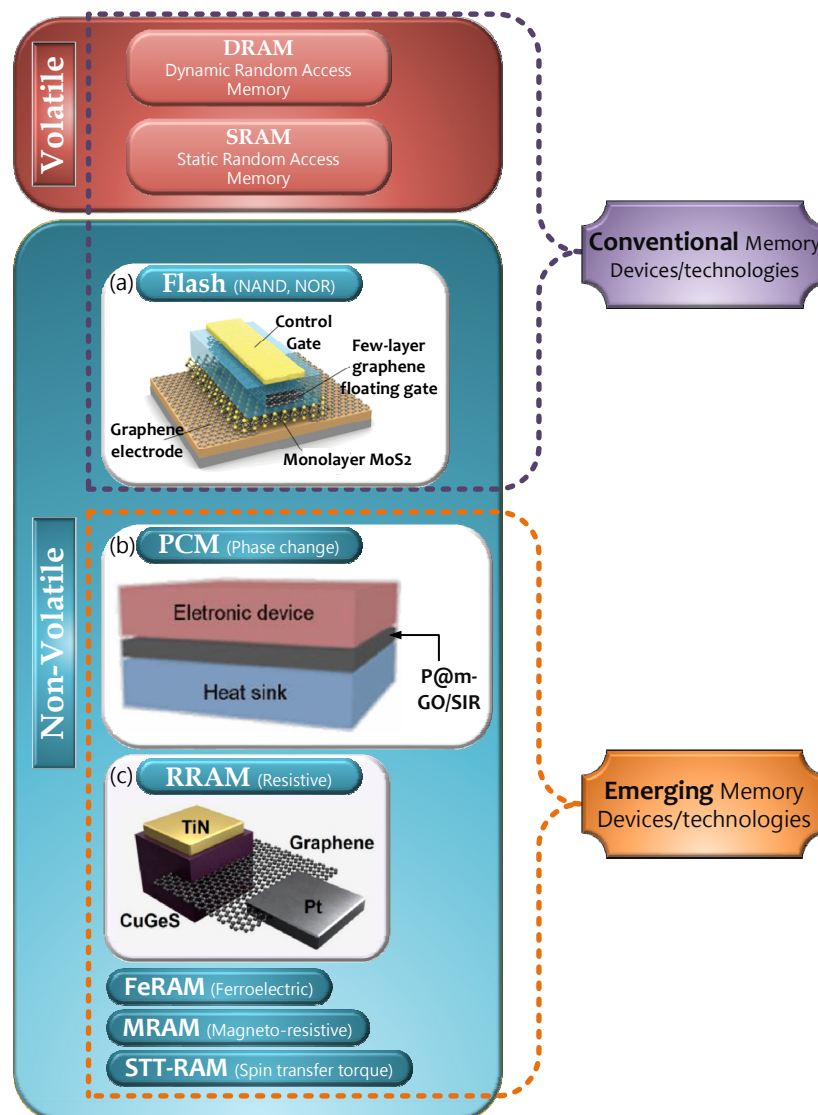 Volatile
DRAM
Dynamic Random Access
Memory
SRAM
Static Random Access
Memory
Conventional Memory
Devices/technologies
Non-Volatile
(a) Flash (NAND, NOR)
Control
Gate
Few-layer
graphene
floating gate
Graphene
electrode
Monolayer MoS2
(b) PCM (Phase change)
Eletronic device
Heat sink
P@m-
GO/SIR
(c) RRAM (Resistive)
TiN
Graphene
Pt
CuGeS
Emerging Memory
Devices/technologies
FeRAM (Ferroelectric)
MRAM (Magneto-resistive)
STT-RAM (Spin transfer torque)